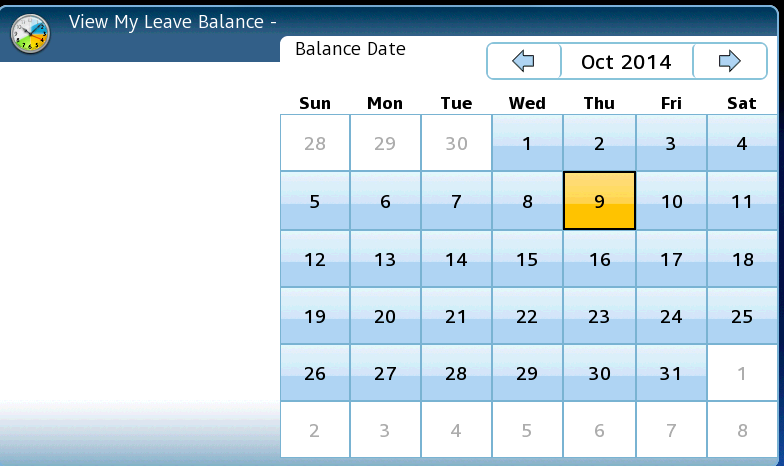 View My Leave Balance -
Balance Date
Oct 2014
Sun Mon Tue Wed Thu Fri Sat
28 29 30 1 2 3 4
5 6 7 8 9 10 11
12 13 14 15 16 17 18
19 20 21 22 23 24 25
26 27 28 29 30 31 1
2 3 4 5 6 7 8